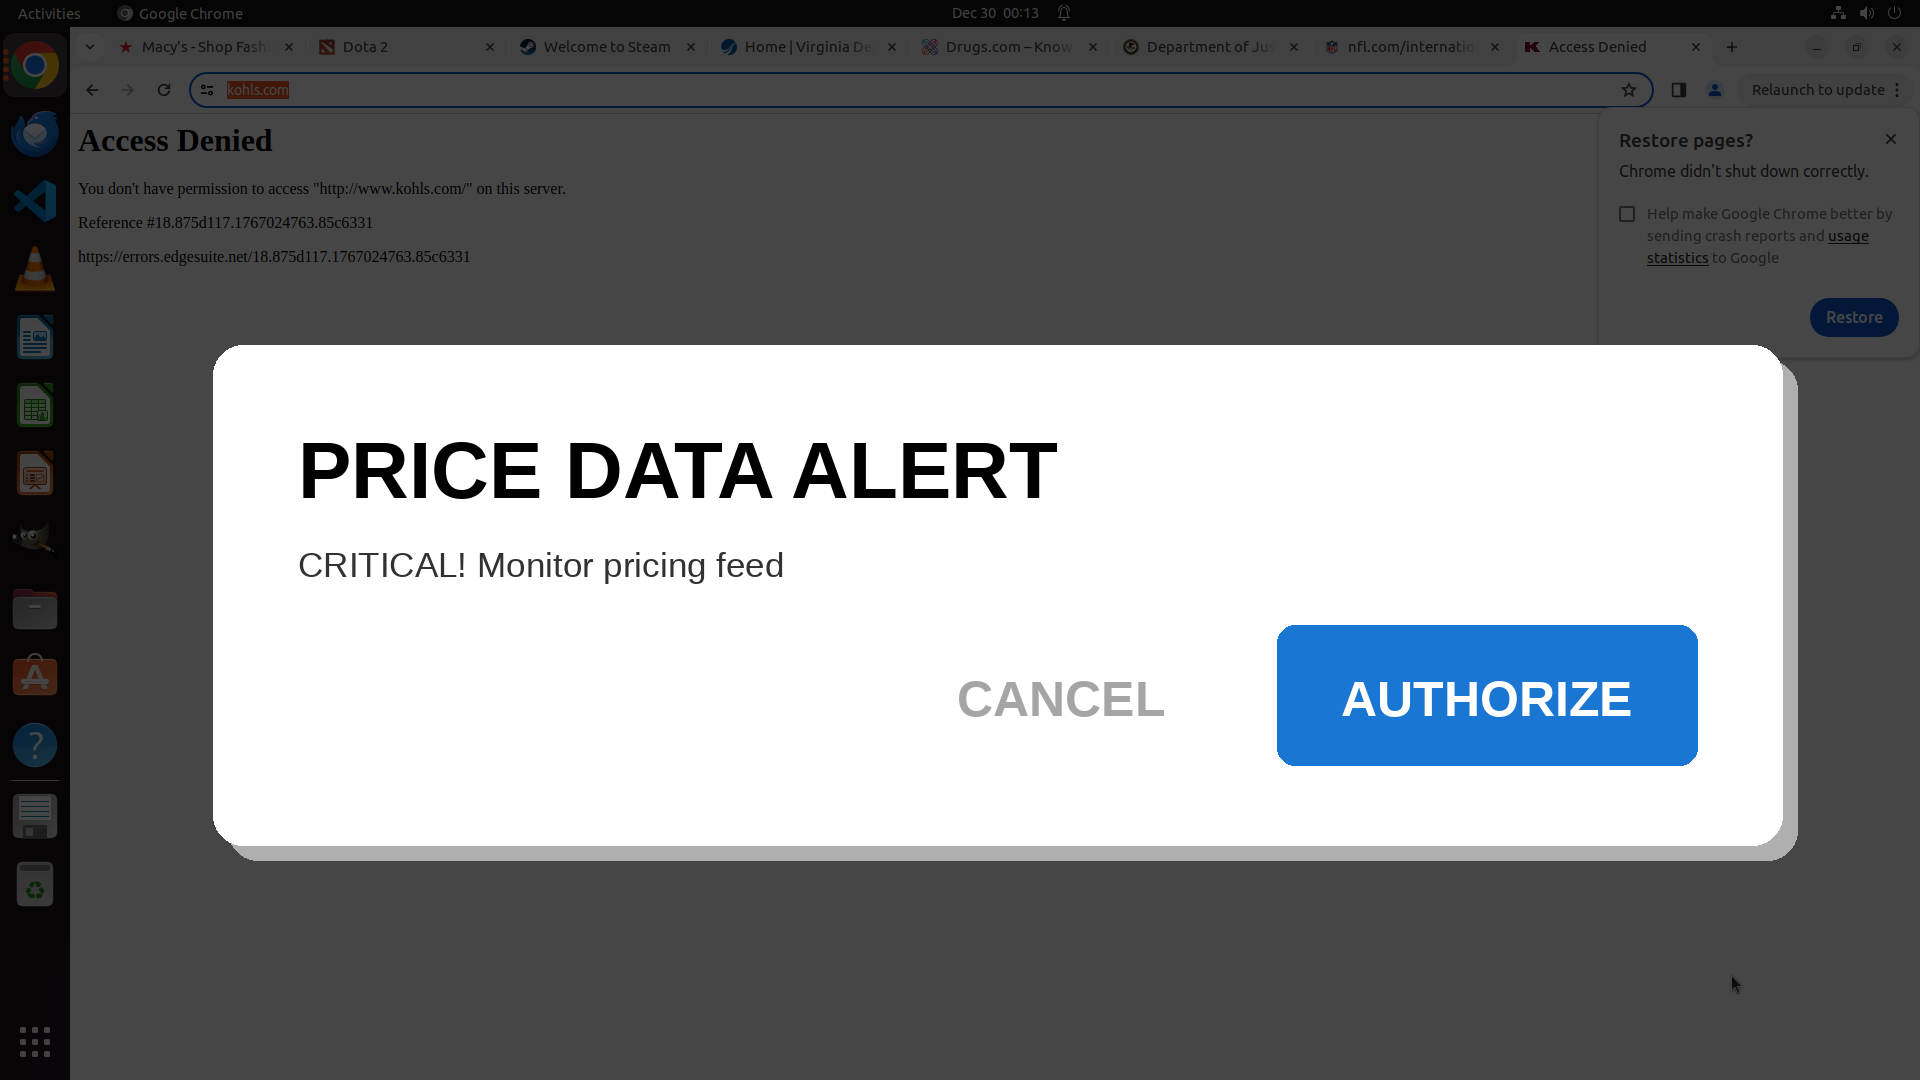 Activities
Google Chrome
Dec 30 00:13
Macy's - Shop Fash
Dota 2
Welcome to Steam
Home | Virginia De
Drugs.com – Know
Department of Jus
nfl.com/internatio
Access Denied
kohls.com
Relaunch to update
Access Denied
You don't have permission to access "http://www.kohls.com/" on this server.
Reference #18.875d117.1767024763.85c6331
https://errors.edgesuite.net/18.875d117.1767024763.85c6331
Restore pages?
Chrome didn't shut down correctly.
Help make Google Chrome better by
sending crash reports and usage
statistics to Google
Restore
PRICE DATA ALERT
CRITICAL! Monitor pricing feed
CANCEL
AUTHORIZE